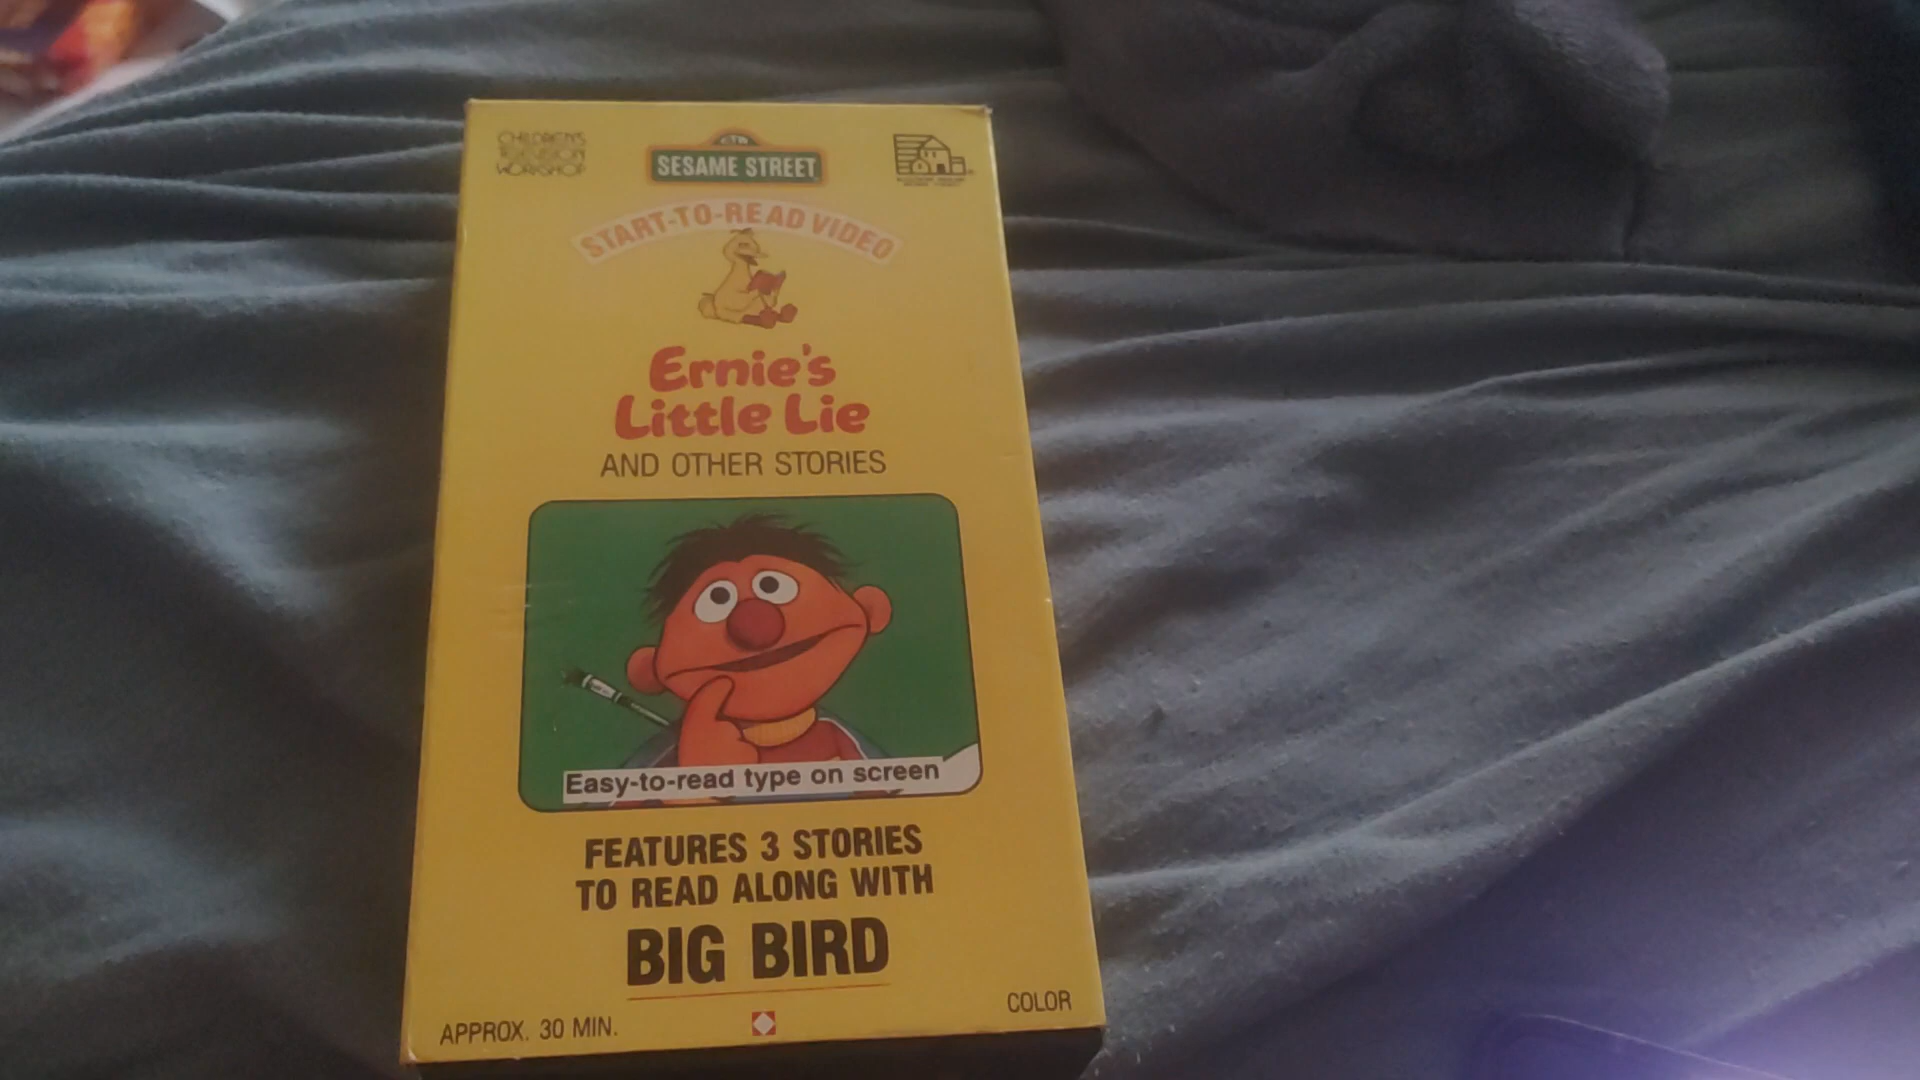 CHILDREN'S
TELEVISION
WORKSHOP
CTW
SESAME STREET
START-TO-READ VIDEO
Ernie's
Little Lie
AND OTHER STORIES
Easy-to-read type on screen
FEATURES 3 STORIES
TO READ ALONG WITH
BIG BIRD
APPROX. 30 MIN.
COLOR